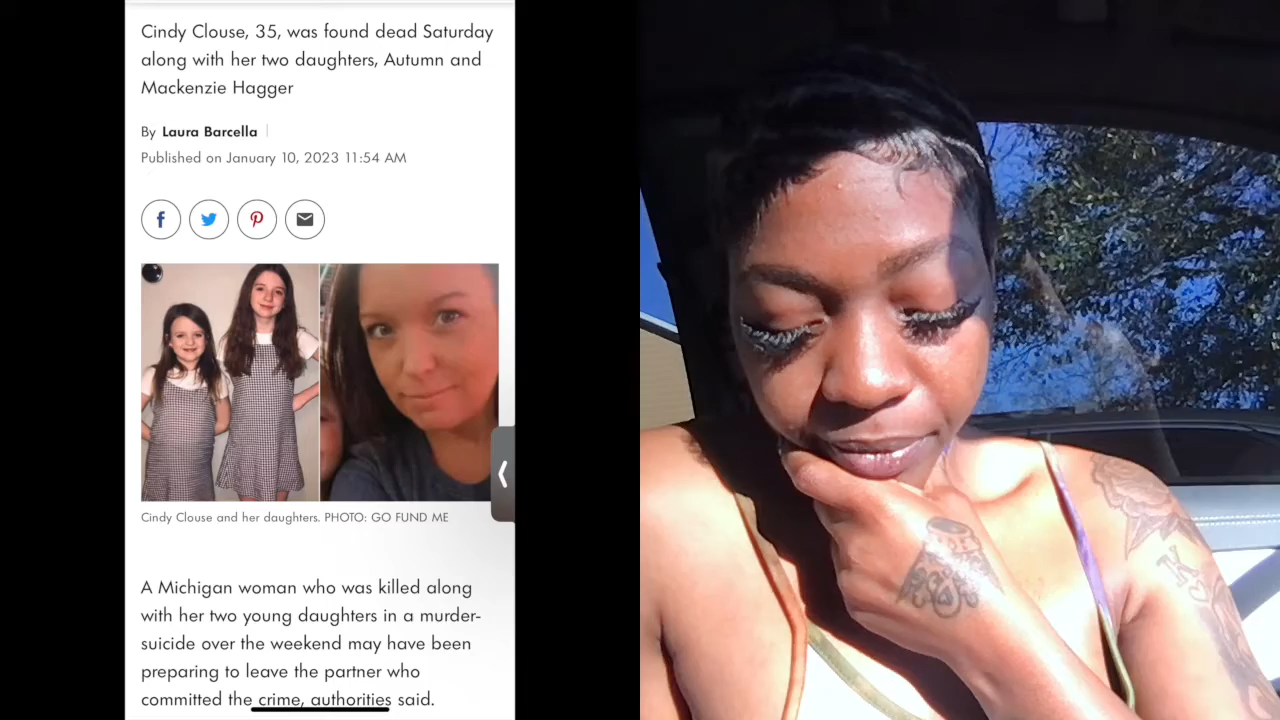 Cindy Clouse, 35, was found dead Saturday
along with her two daughters, Autumn and
Mackenzie Hagger
By Laura Barcella
Published on January 10, 2023 11:54 AM
Cindy Clouse and her daughters. PHOTO: GO FUND ME
A Michigan woman who was killed along
with her two young daughters in a murder-
suicide over the weekend may have been
preparing to leave the partner who
committed the crime, authorities said.